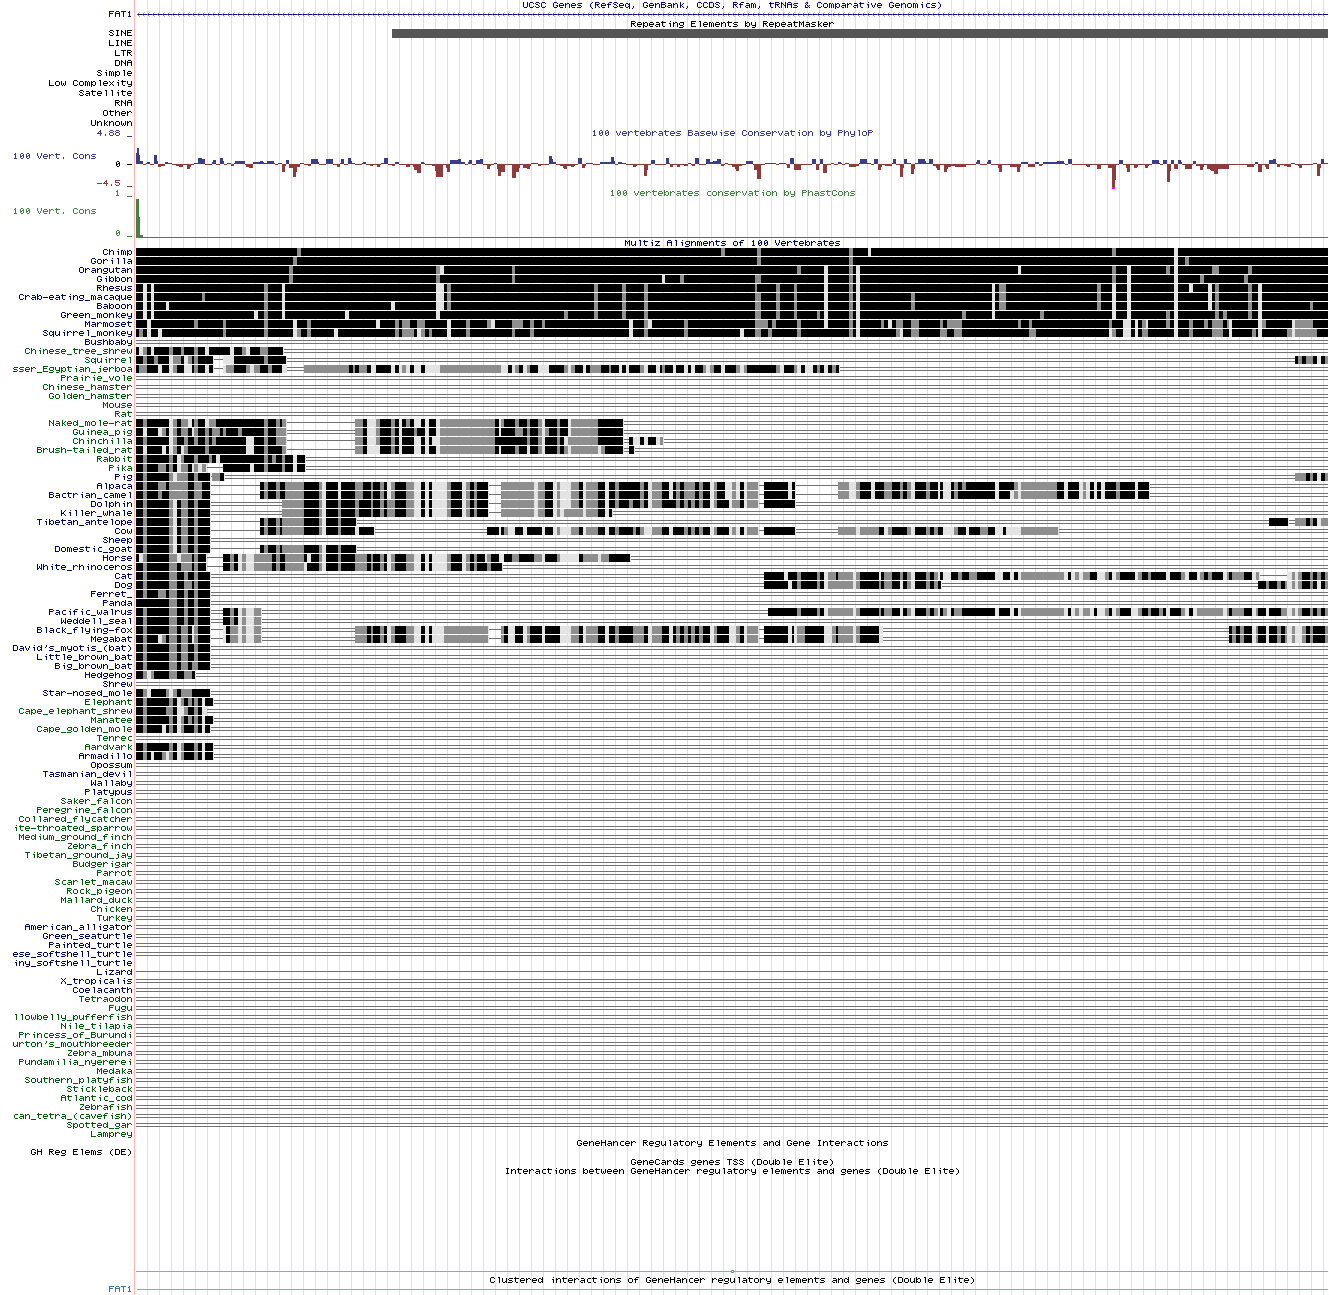 UCSC Genes (RefSeq, GenBank, CCDS, Rfam, tRNAs & Comparative Genomics)
FAT1
Repeating Elements by RepeatMasker
SINE
LINE
LTR
DNA
Simple
Low Complexity
Satellite
RNA
Other
Unknown
4.88 _
100 vertebrates Basewise Conservation by PhyloP
100 Vert. Cons
0 _
-4.5 _
100 vertebrates conservation by PhastCons
1 _
100 Vert. Cons
0 _
Multiz Alignments of 100 Vertebrates
Chimp
Gorilla
Orangutan
Gibbon
Rhesus
Crab-eating_macaque
Baboon
Green_monkey
Marmoset
Squirrel_monkey
Bushbaby
Chinese_tree_shrew
Squirrel
sser_Egyptian_jerboa
Prairie_vole
Chinese_hamster
Golden_hamster
Mouse
Rat
Naked_mole-rat
Guinea_pig
Chinchilla
Brush-tailed_rat
Rabbit
Pika
Pig
Alpaca
Bactrian_camel
Dolphin
Killer_whale
Tibetan_antelope
Cow
Sheep
Domestic_goat
Horse
White_rhinoceros
Cat
Dog
Ferret_
Panda
Pacific_walrus
Weddell_seal
Black_flying-fox
Megabat
David's_myotis_(bat)
Little_brown_bat
Big_brown_bat
Hedgehog
Shrew
Star-nosed_mole
Elephant
Cape_elephant_shrew
Manatee
Cape_golden_mole
Tenrec
Aardvark
Armadillo
Opossum
Tasmanian_devil
Wallaby
Platypus
Saker_falcon
Peregrine_falcon
Collared_flycatcher
ite-throated_sparrow
Medium_ground_finch
Zebra_finch
Tibetan_ground_jay
Budgerigar
Parrot
Scarlet_macaw
Rock_pigeon
Mallard_duck
Chicken
Turkey
American_alligator
Green_seaturtle
Painted_turtle
ese_softshell_turtle
iny_softshell_turtle
Lizard
X_tropicalis
Coelacanth
Tetraodon
Fugu
llowbelly_pufferfish
Nile_tilapia
Princess_of_Burundi
urton's_mouthbreeder
Zebra_mbuna
Pundamilia_nyererei
Medaka
Southern_platyfish
Stickleback
Atlantic_cod
Zebrafish
can_tetra_(cavefish)
Spotted_gar
Lamprey
GeneHancer Regulatory Elements and Gene Interactions
GH Reg Elems (DE)
GeneCards genes TSS (Double Elite)
Interactions between GeneHancer regulatory elements and genes (Double Elite)
Clustered interactions of GeneHancer regulatory elements and genes (Double Elite)
FAT1